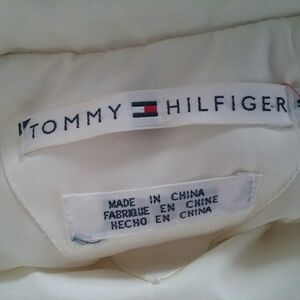 TOMMY HILFIGER
MADE IN CHINA
FABRIQUE EN CHINE
HECHO EN CHINA